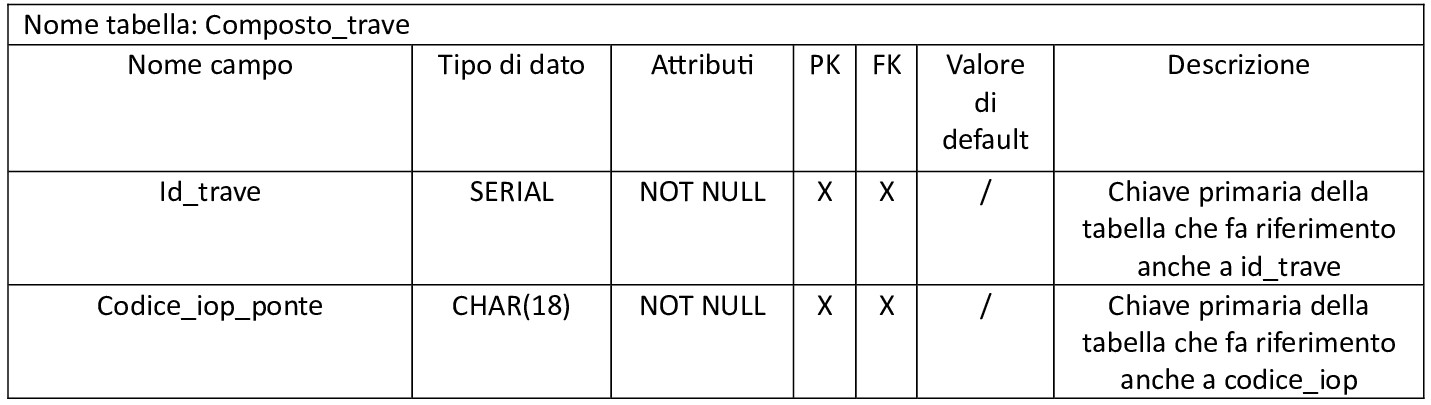 Nome tabella: Composto_trave
Nome campo Tipo di dato Attributi PK FK Valore di default Descrizione
Id_trave SERIAL NOT NULL X X / Chiave primaria della tabella che fa riferimento anche a id_trave
Codice_iop_ponte CHAR(18) NOT NULL X X / Chiave primaria della tabella che fa riferimento anche a codice_iop